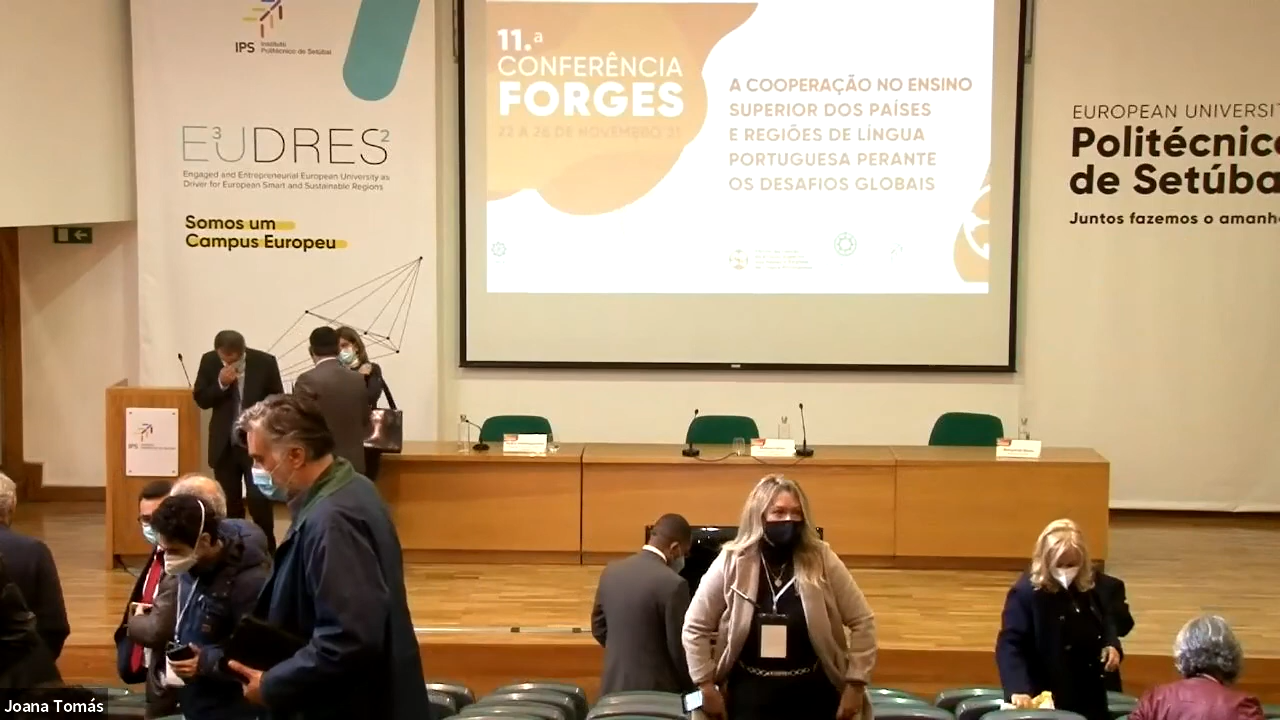 IPS Instituto
Politécnico de Setúbal
E³UDRES²
Engaged and Entrepreneurial European University as
Driver for European Smart and Sustainable Regions
Somos um
Campus Europeu
11.ª
CONFERÊNCIA
FORGES
22 A 26 DE NOVEMBRO 21
A COOPERAÇÃO NO ENSINO
SUPERIOR DOS PAÍSES
E REGIÕES DE LÍNGUA
PORTUGUESA PERANTE
OS DESAFIOS GLOBAIS
EUROPEAN UNIVERSI
Politécnico
de Setúba
Juntos fazemos o amanh
IPS
Joana Tomás